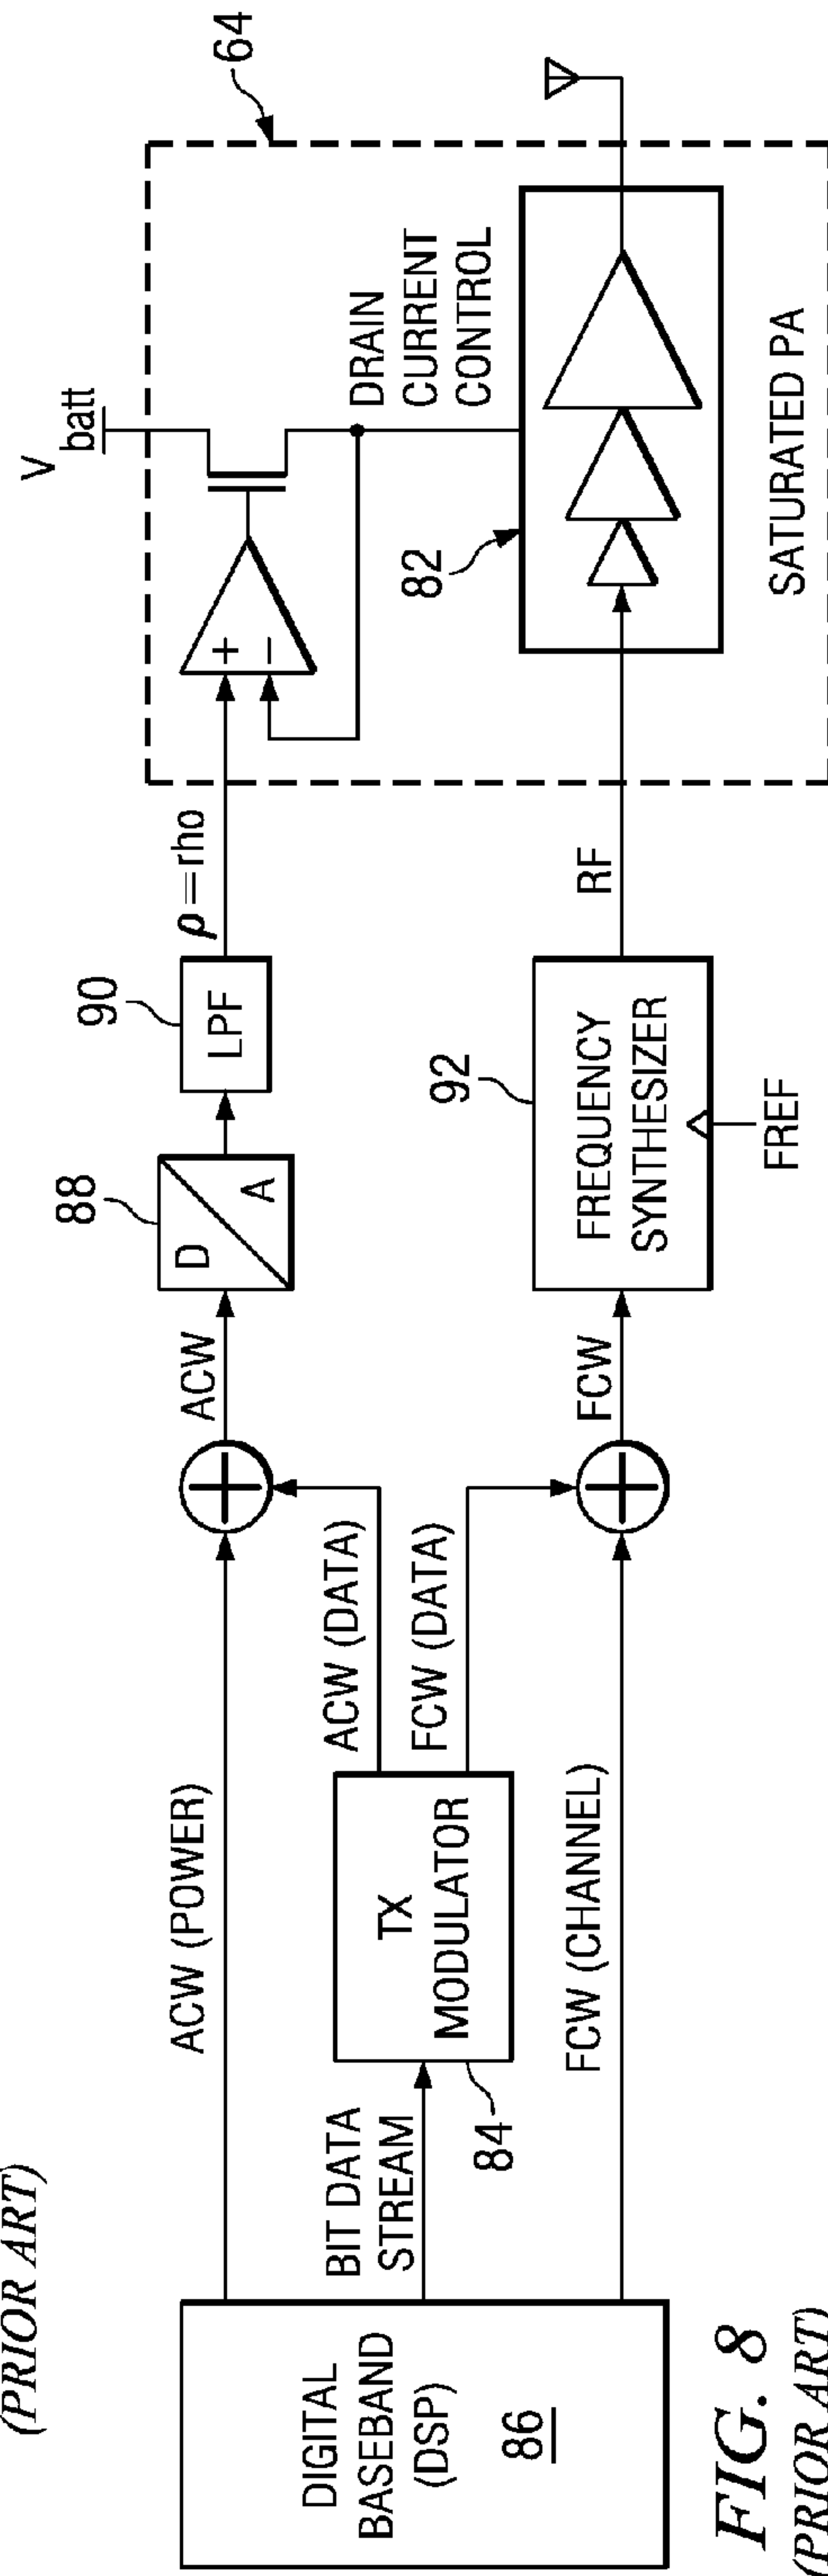 (PRIOR ART)
DIGITAL
BASEBAND
(DSP)
86
ACW (POWER)
BIT DATA
STREAM
FCW (CHANNEL)
84
TX
MODULATOR
ACW (DATA)
FCW (DATA)
ACW
FCW
88
D
A
90
LPF
92
FREQUENCY
SYNTHESIZER
FREF
ρ=rho
RF
+
−
V
batt
64
DRAIN
CURRENT
CONTROL
82
SATURATED PA
FIG. 8
(PRIOR ART)